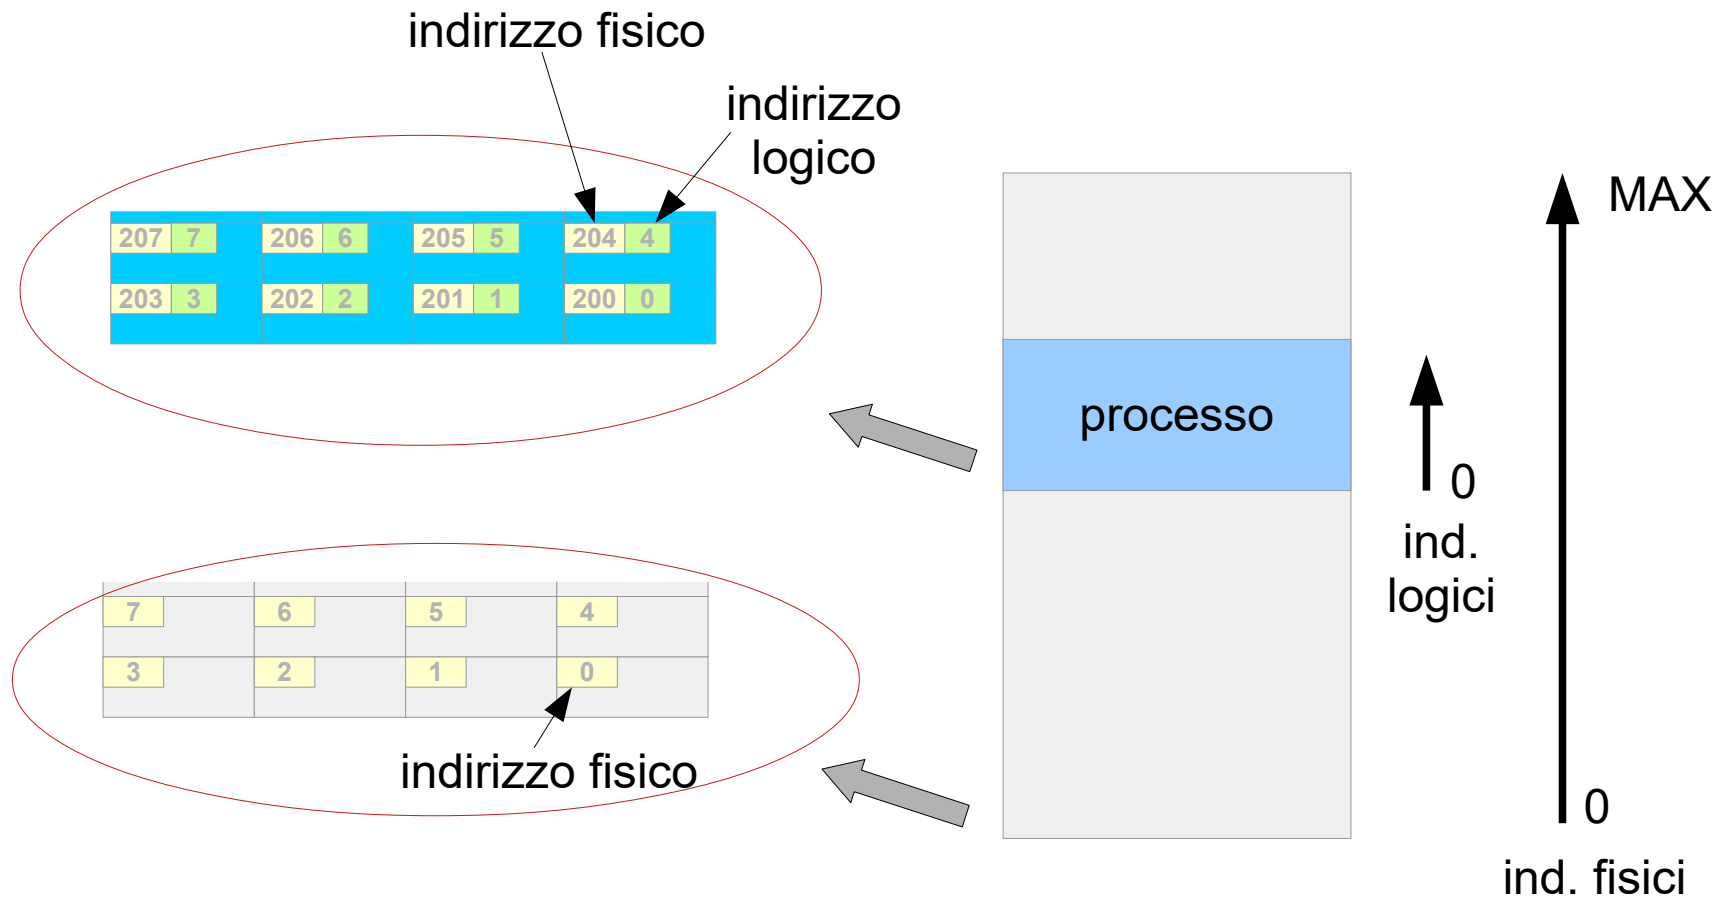 indirizzo fisico
indirizzo
logico
207 7 206 6 205 5 204 4
203 3 202 2 201 1 200 0
7 6 5 4
3 2 1 0
indirizzo fisico
processo
0
ind.
logici
MAX
0
ind. fisici